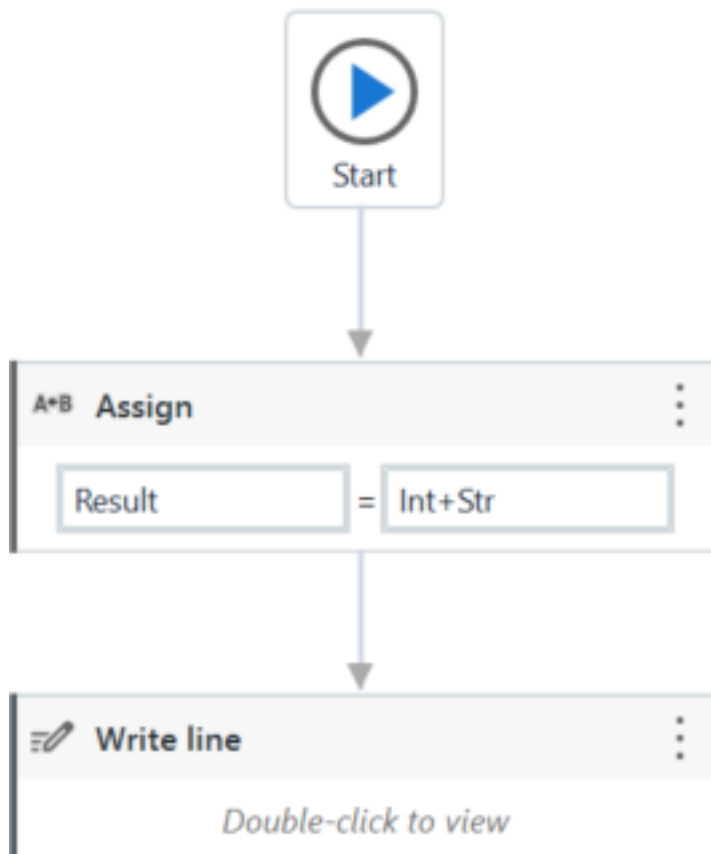 Start
A+B Assign
Result = Int+Str
Write line
Double-click to view